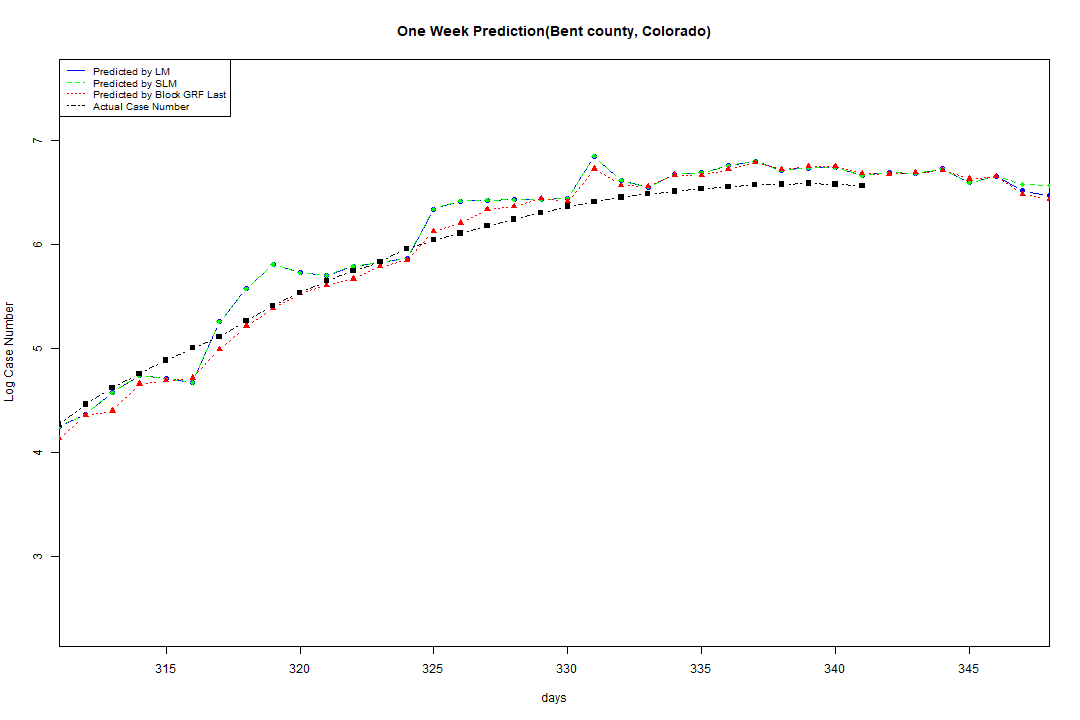 One Week Prediction(Bent county, Colorado)
Predicted by LM
Predicted by SLM
Predicted by Block GRF Last
Actual Case Number
Log Case Number
7
6
5
4
3
315 320 325 330 335 340 345
days